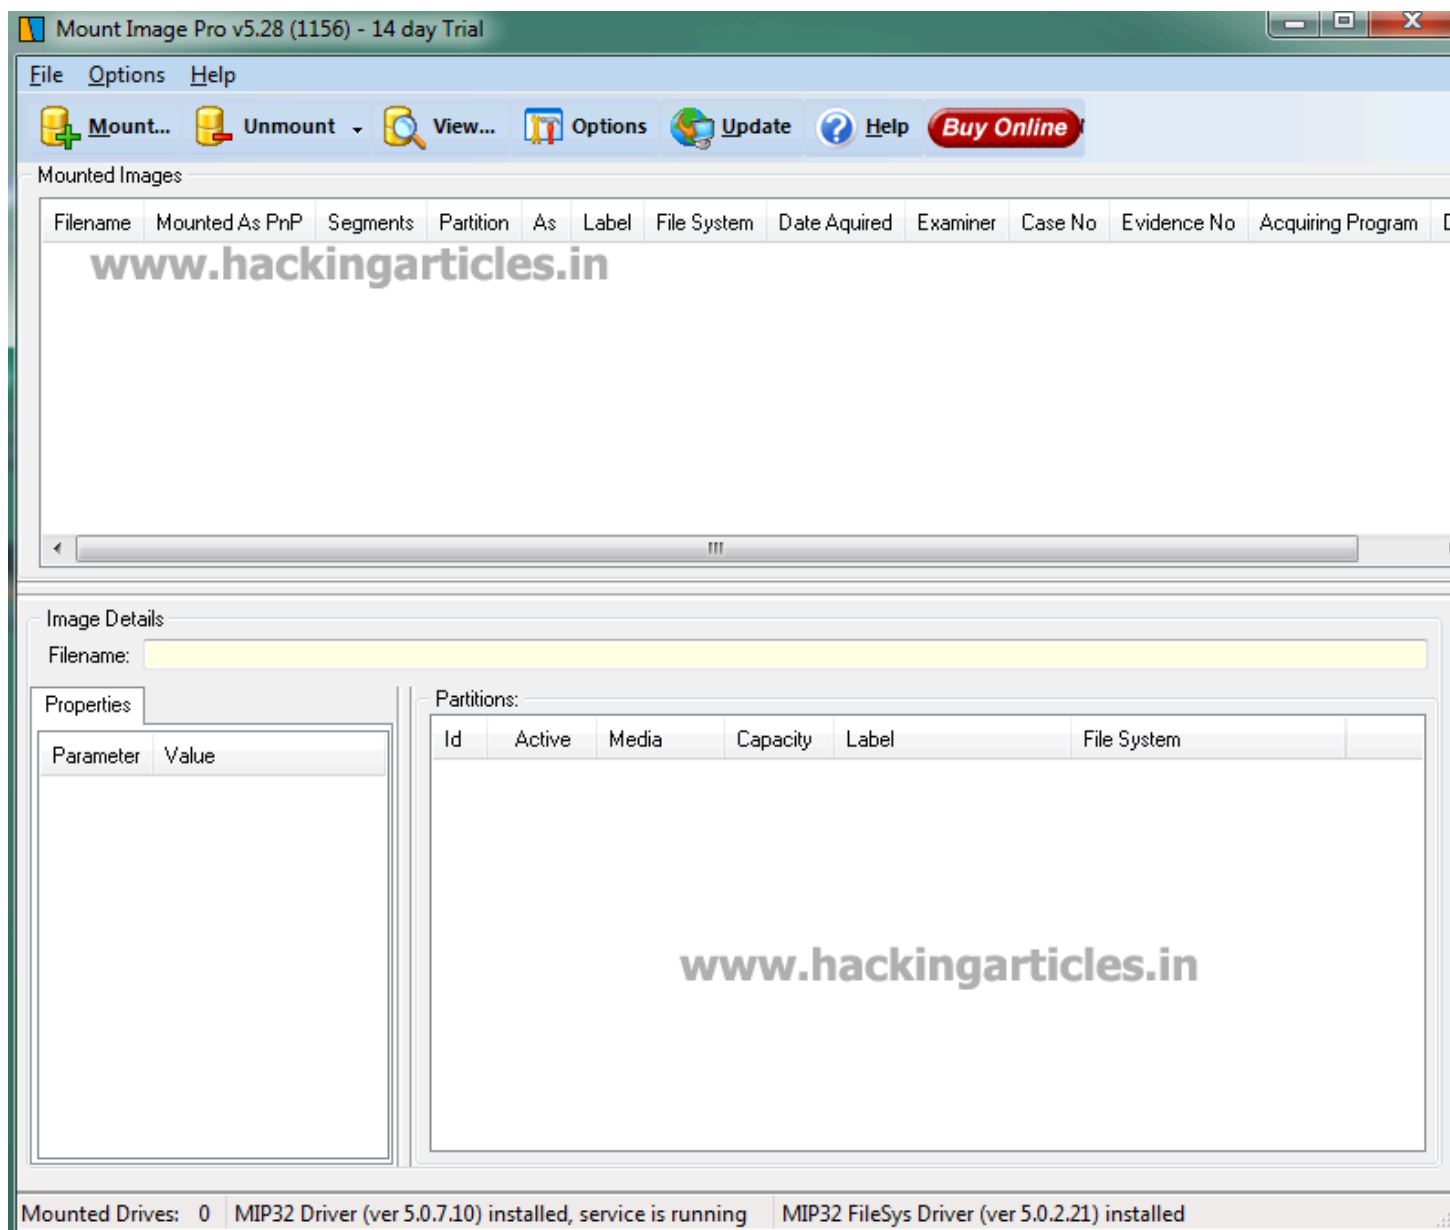 Mount Image Pro v5.28 (1156) - 14 day Trial
File Options Help
Mount... Unmount View... Options Update Help Buy Online
Mounted Images
Filename Mounted As PnP Segments Partition As Label File System Date Aquired Examiner Case No Evidence No Acquiring Program
www.hackingarticles.in
Image Details
Filename:
Properties
Parameter Value
Partitions:
Id Active Media Capacity Label File System
www.hackingarticles.in
Mounted Drives: 0 MIP32 Driver (ver 5.0.7.10) installed, service is running MIP32 FileSys Driver (ver 5.0.2.21) installed